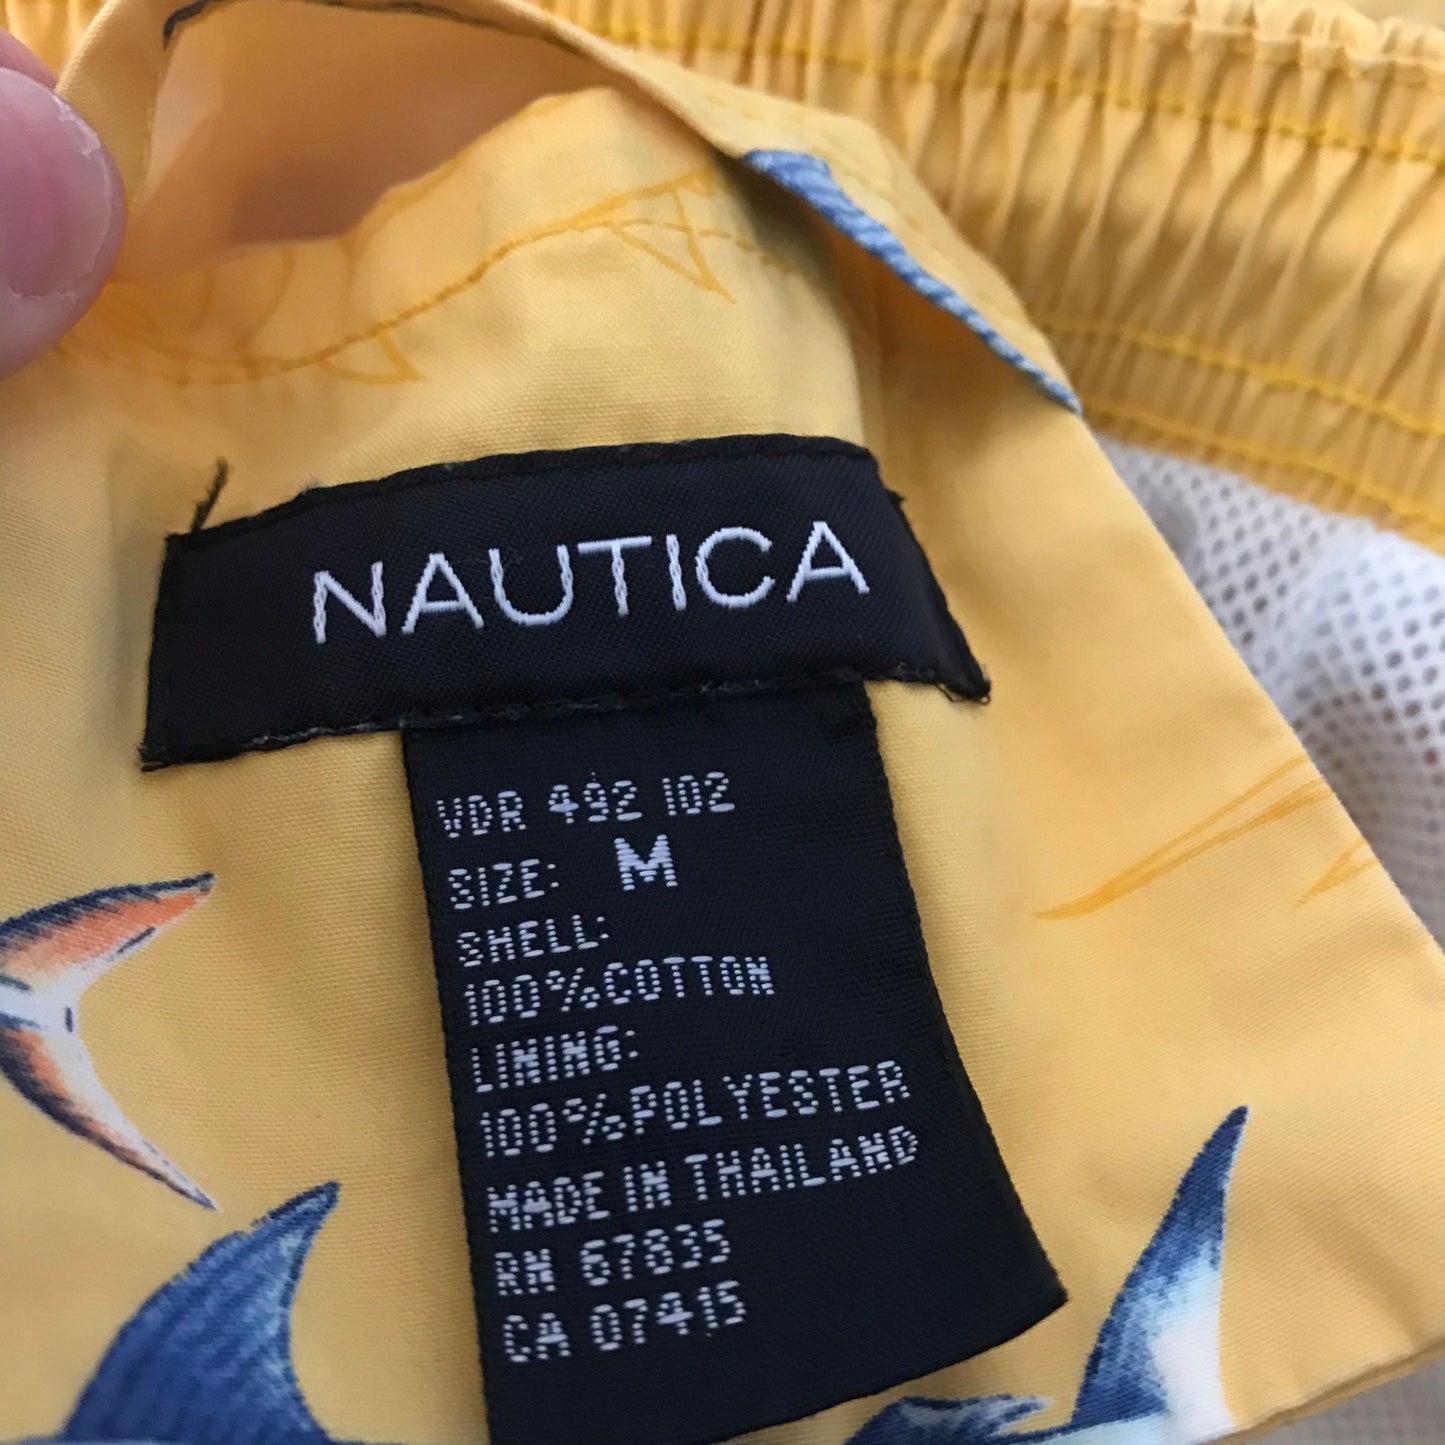 NAUTICA
VDR 492 102
SIZE: M
SHELL:
100%COTTON
LINING:
100%POLYESTER
MADE IN THAILAND
RN 67835
CA 07415